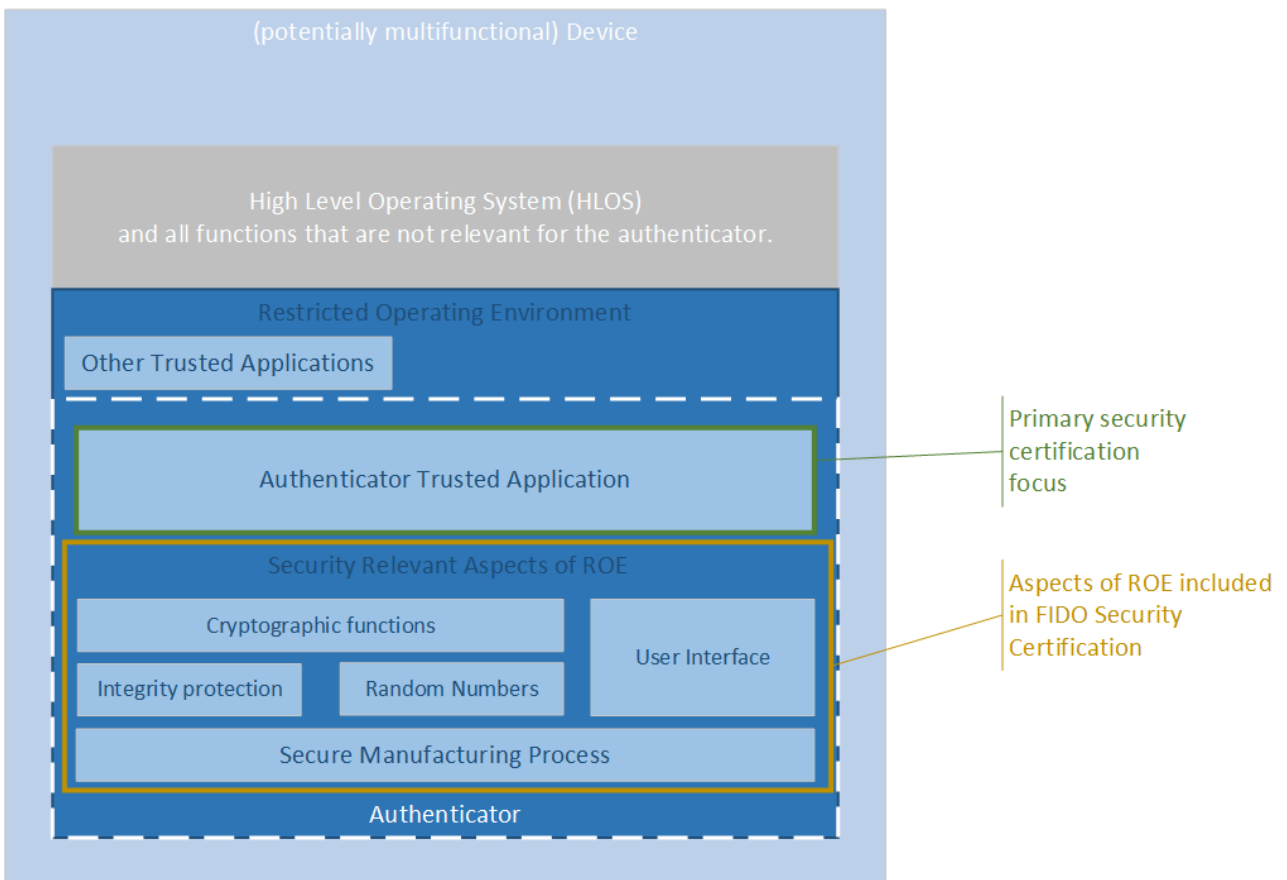 (potentially multifunctional) Device
High Level Operating System (HLOS)
and all functions that are not relevant for the authenticator.
Restricted Operating Environment
Other Trusted Applications
Authenticator Trusted Application
Primary security
certification
focus
Security Relevant Aspects of ROE
Cryptographic functions
User Interface
Integrity protection
Random Numbers
Secure Manufacturing Process
Authenticator
Aspects of ROE included
in FIDO Security
Certification